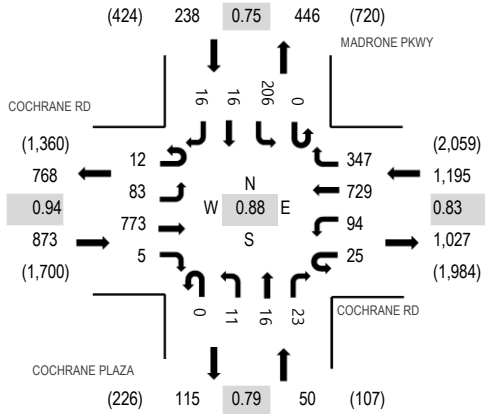 (424) 238 0.75 446 (720)
MADRONE PKWY
COCHRANE RD
16 16 206 0
(1,360) (2,059)
768 12 347 1,195
83 N 729
0.94 W 0.88 E 0.83
873 773 S 94 1,027
5 25
(1,700) (1,984)
0 11 16 23
COCHRANE RD
COCHRANE PLAZA
(226) 115 0.79 50 (107)